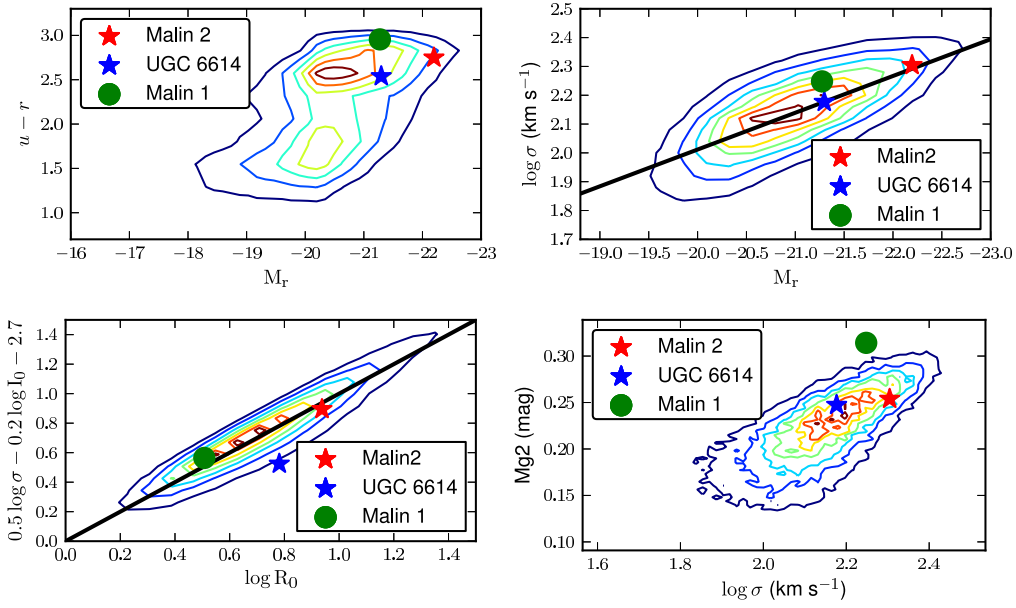 3.0
2.5
2.0
1.5
1.0
u − r
Malin 2
UGC 6614
Malin 1
−16 −17 −18 −19 −20 −21 −22 −23
M_r
2.5
2.4
2.3
2.2
2.1
2.0
1.9
1.8
1.7
log σ (km s⁻¹)
Malin2
UGC 6614
Malin 1
−19.0 −19.5 −20.0 −20.5 −21.0 −21.5 −22.0 −22.5 −23.0
M_r
1.4
1.2
1.0
0.8
0.6
0.4
0.2
0.0
0.5 log σ − 0.2 log I₀ − 2.7
Malin2
UGC 6614
Malin 1
0.0 0.2 0.4 0.6 0.8 1.0 1.2 1.4
log R₀
0.30
0.25
0.20
0.15
0.10
Mg2 (mag)
Malin 2
UGC 6614
Malin 1
1.6 1.8 2.0 2.2 2.4
log σ (km s⁻¹)